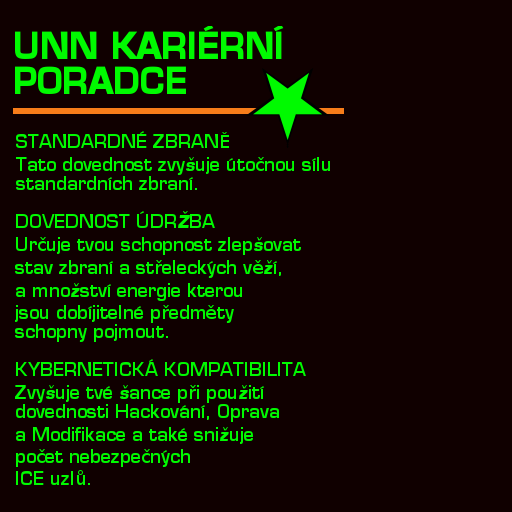 UNN KARIÉRNÍ
PORADCE
STANDARDNÉ ZBRANĚ
Tato dovednost zvyšuje útočnou sílu
standardních zbraní.
DOVEDNOST ÚDRŽBA
Určuje tvou schopnost zlepšovat
stav zbraní a střeleckých věží,
a množství energie kterou
jsou dobíjitelné předměty
schopny pojmout.
KYBERNETICKÁ KOMPATIBILITA
Zvyšuje tvé šance při použití
dovednosti Hackování, Oprava
a Modifikace a také snižuje
počet nebezpečných
ICE uzlů.